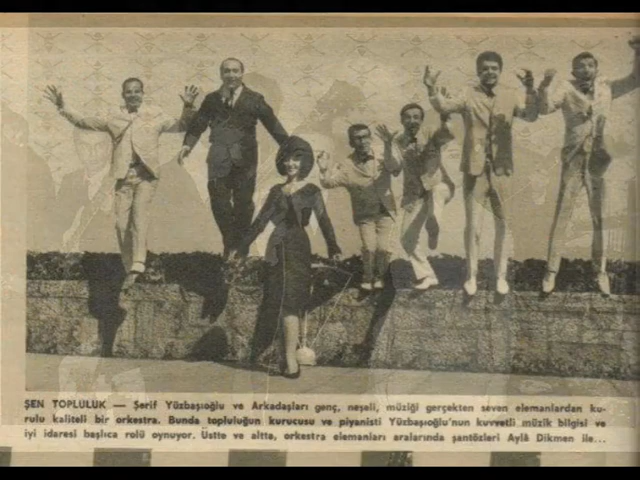 ŞEN TOPLULUK — Şerif Yüzbaşıoğlu ve Arkadaşları genç, neşeli, müziği gerçekten seven elemanlardan ku-
rulu kaliteli bir orkestra. Bunda topluluğun kurucusu ve piyanisti Yüzbaşıoğlu'nun kuvvetli müzik bilgisi ve
iyi idaresi başlıca rolü oynuyor. Üstte ve altta, orkestra elemanları aralarında şantözleri Aylâ Dikmen ile...